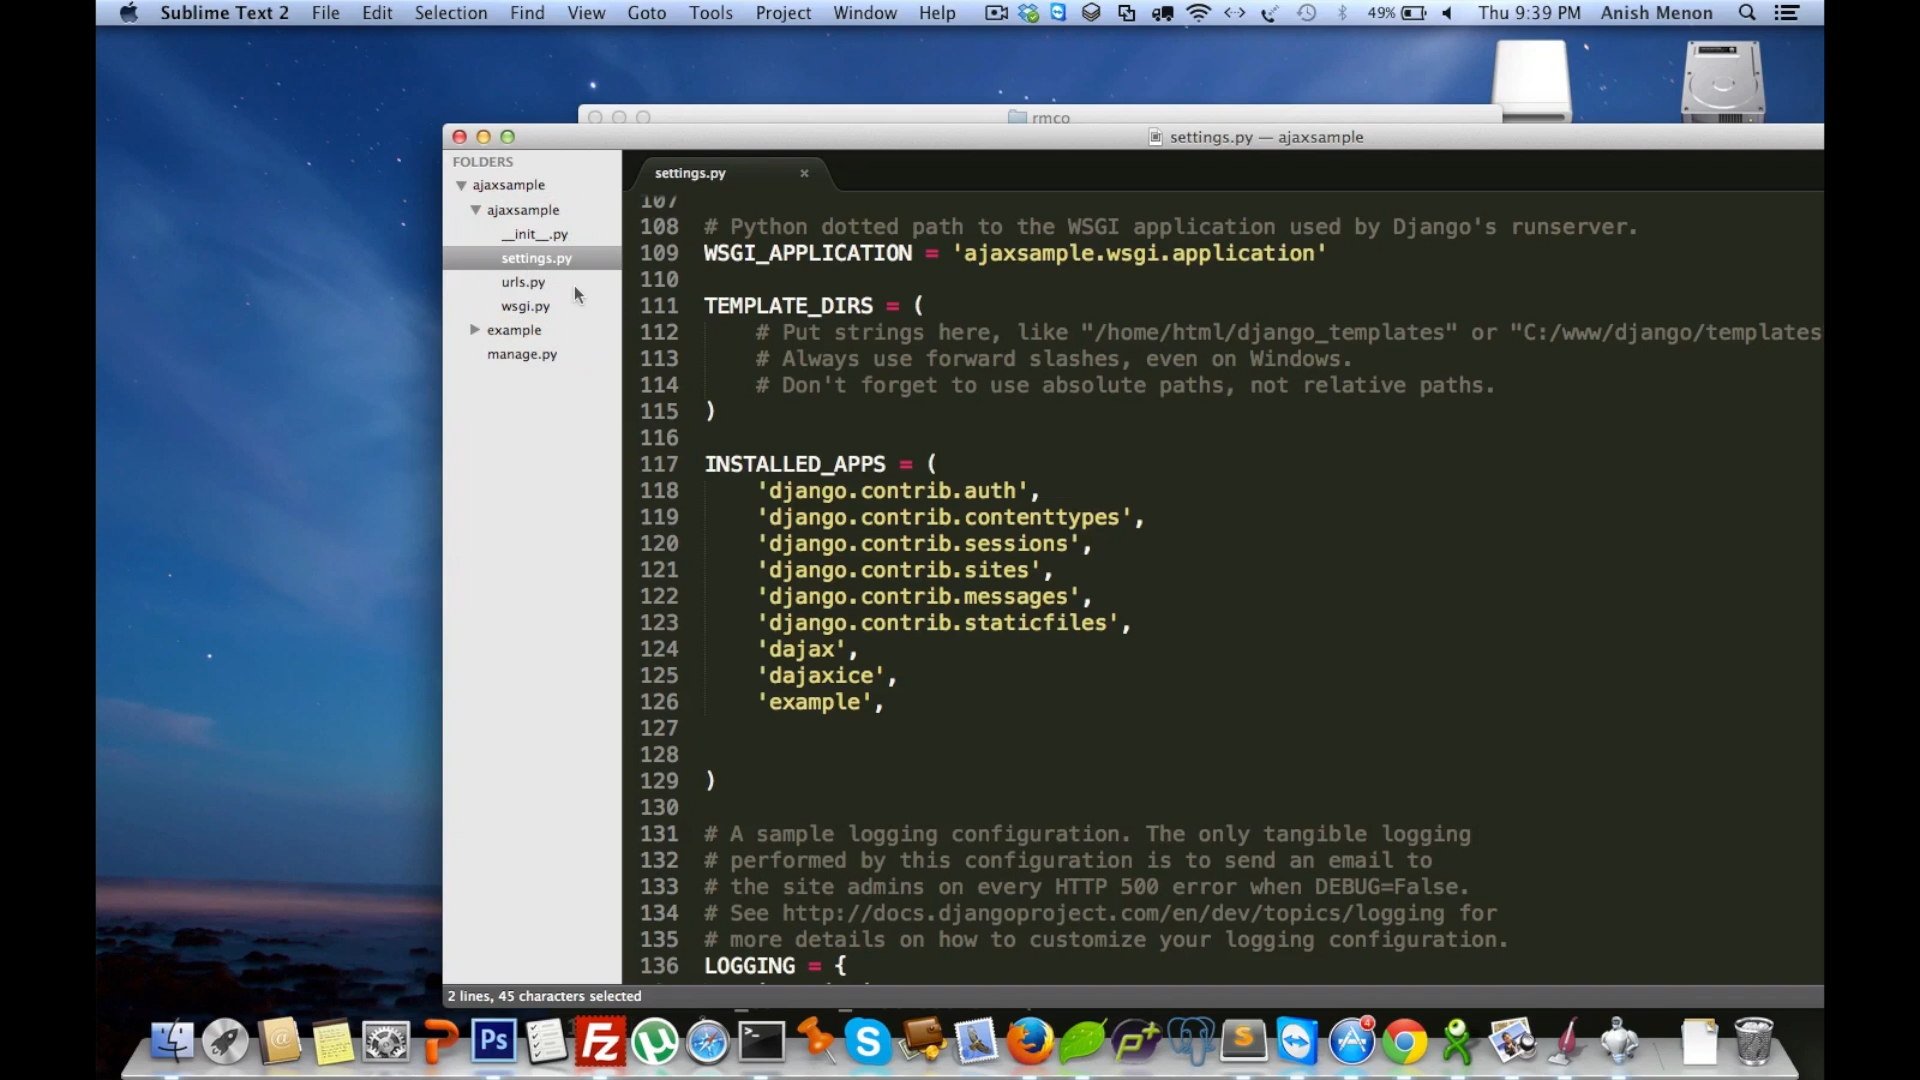 Sublime Text 2 File Edit Selection Find View Goto Tools Project Window Help 49% Thu 9:39 PM Anish Menon
rmco
settings.py — ajaxsample
FOLDERS
ajaxsample
ajaxsample
__init__.py
settings.py
urls.py
wsgi.py
example
manage.py
settings.py ×
107
108 # Python dotted path to the WSGI application used by Django's runserver.
109 WSGI_APPLICATION = 'ajaxsample.wsgi.application'
110
111 TEMPLATE_DIRS = (
112 # Put strings here, like "/home/html/django_templates" or "C:/www/django/templates
113 # Always use forward slashes, even on Windows.
114 # Don't forget to use absolute paths, not relative paths.
115 )
116
117 INSTALLED_APPS = (
118 'django.contrib.auth',
119 'django.contrib.contenttypes',
120 'django.contrib.sessions',
121 'django.contrib.sites',
122 'django.contrib.messages',
123 'django.contrib.staticfiles',
124 'dajax',
125 'dajaxice',
126 'example',
127
128
129 )
130
131 # A sample logging configuration. The only tangible logging
132 # performed by this configuration is to send an email to
133 # the site admins on every HTTP 500 error when DEBUG=False.
134 # See http://docs.djangoproject.com/en/dev/topics/logging for
135 # more details on how to customize your logging configuration.
136 LOGGING = {
2 lines, 45 characters selected
Ps
Fz
S
S
4